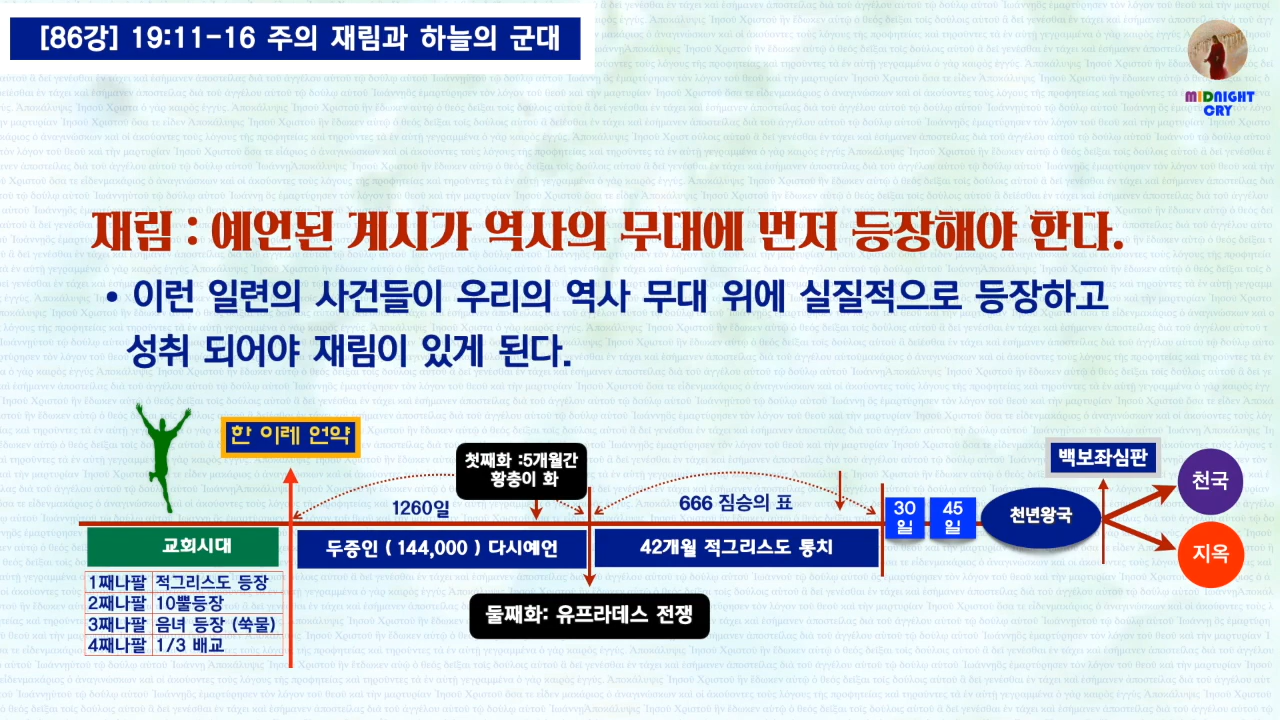 [86강] 19:11-16 주의 재림과 하늘의 군대
MIDNIGHT
CRY
재림 : 예언된 계시가 역사의 무대에 먼저 등장해야 한다.
• 이런 일련의 사건들이 우리의 역사 무대 위에 실질적으로 등장하고
성취 되어야 재림이 있게 된다.
한 이레 언약
첫째화 :5개월간
황충이 화
1260일
666 짐승의 표
백보좌심판
천국
30
일
45
일
천년왕국
지옥
교회시대
두증인 ( 144,000 ) 다시예언
42개월 적그리스도 통치
1째나팔 적그리스도 등장
2째나팔 10뿔등장
3째나팔 음녀 등장 (쑥물)
4째나팔 1/3 배교
둘째화: 유프라데스 전쟁